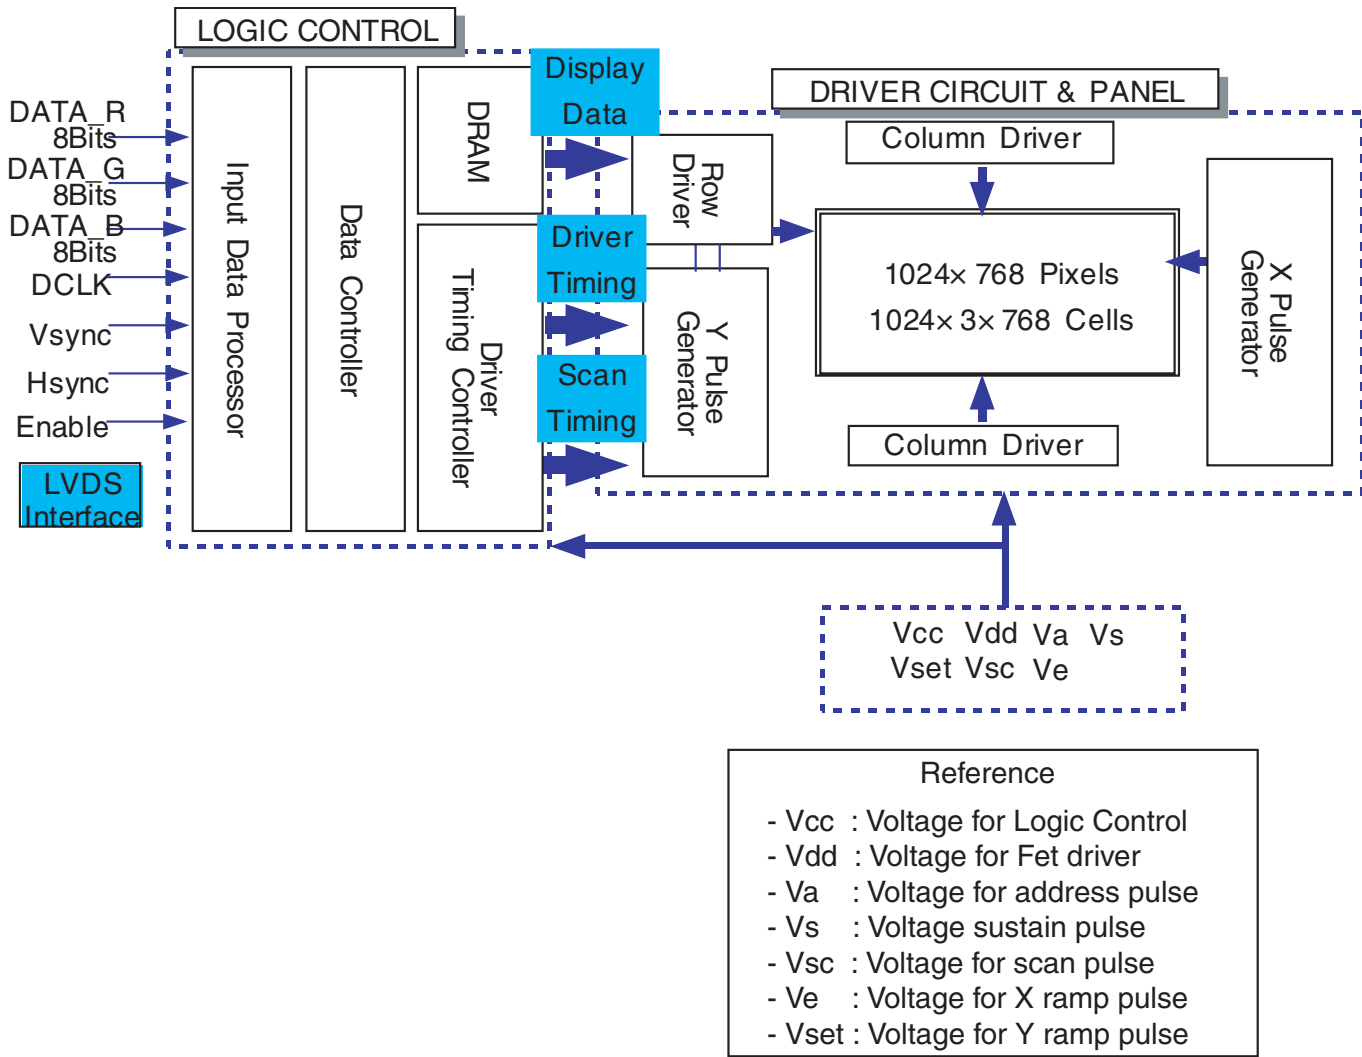 LOGIC CONTROL
DATA_R
8Bits
DATA_G
8Bits
DATA_B
8Bits
DCLK
Vsync
Hsync
Enable
LVDS
Interface
Input Data Processor
Data Controller
DRAM
Driver
Timing Controller
Display
Data
Driver
Timing
Scan
Timing
DRIVER CIRCUIT & PANEL
Row
Driver
Y Pulse
Generator
Column Driver
1024× 768 Pixels
1024× 3× 768 Cells
Column Driver
X Pulse
Generator
Vcc Vdd Va Vs
Vset Vsc Ve
Reference
- Vcc : Voltage for Logic Control
- Vdd : Voltage for Fet driver
- Va : Voltage for address pulse
- Vs : Voltage sustain pulse
- Vsc : Voltage for scan pulse
- Ve : Voltage for X ramp pulse
- Vset : Voltage for Y ramp pulse